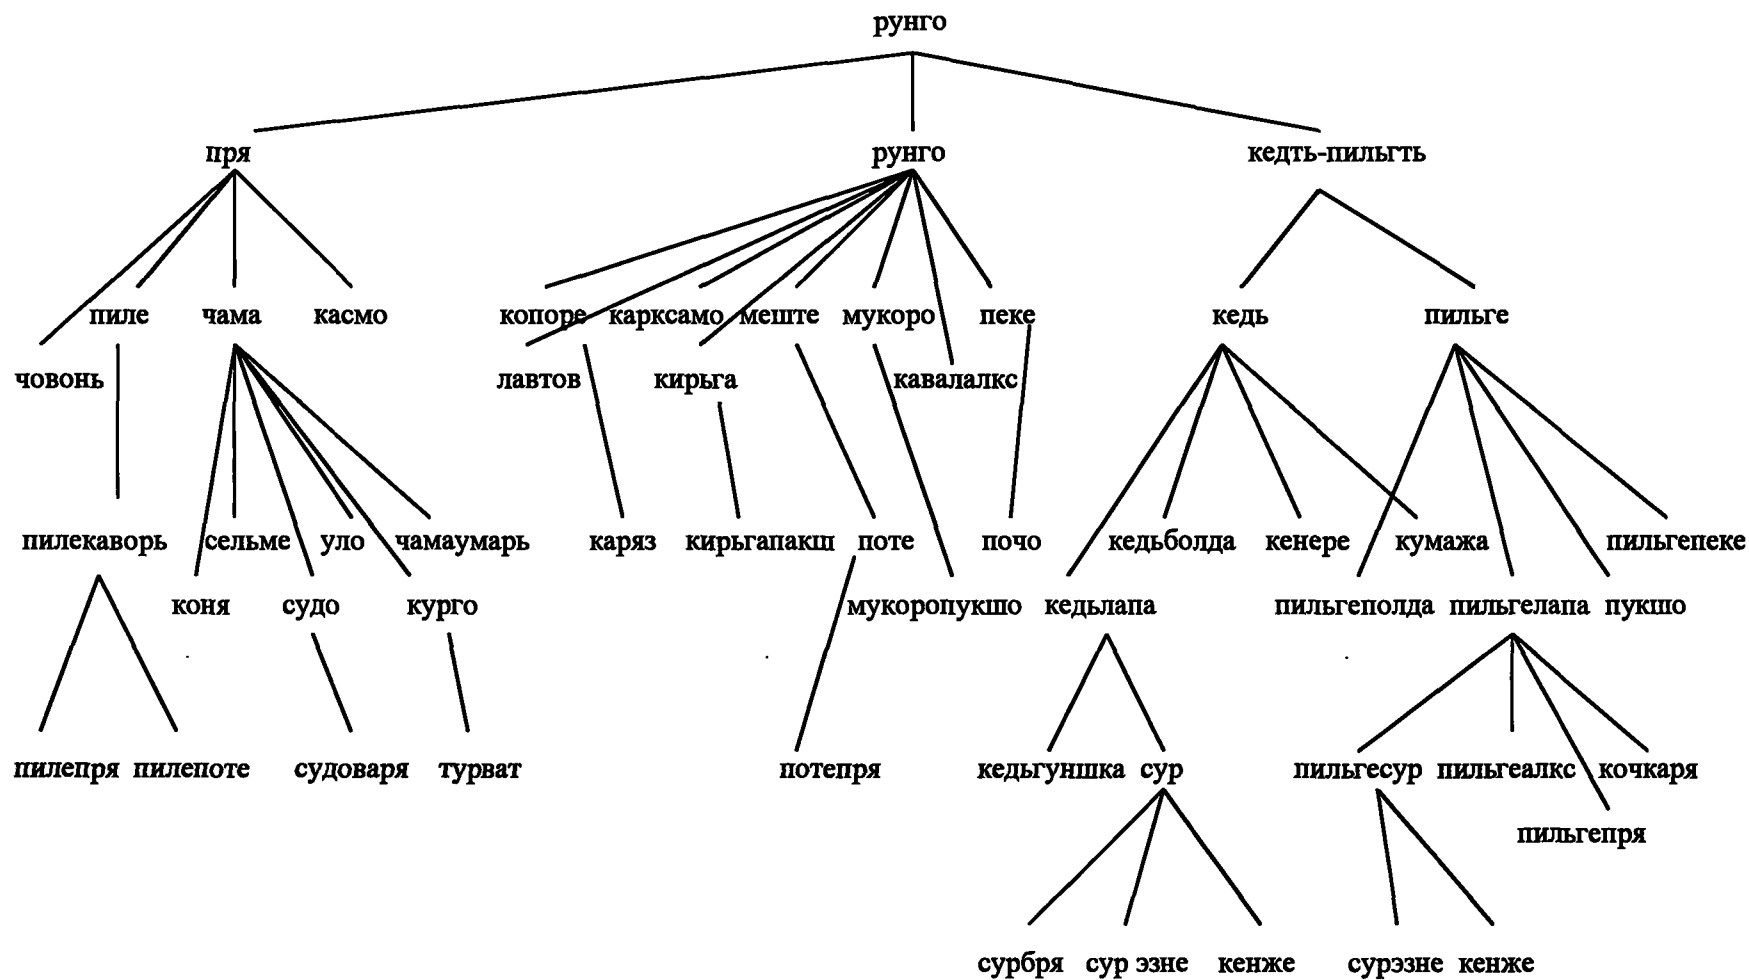 рунго
пря рунго кедть-пильгть
пиле чама касмо копоре карксамо меште мукоро пеке кедь пильге
човонь лавтов кирьга кавалалкс
пилекаворь сельме уло чамаумарь каряз кирьгапакш поте почо кедьболда кенере кумажа пильгепеке
коня судо курго мукоропукшо кедьлапа пильгеполда пильгелапа пукшо
пилепря пилепоте судоваря турват потепря кедьгуншка сур пильгесур пильгеалкс кочкаря
пильгепря
сурбря сур эзне кенже сурэзне кенже